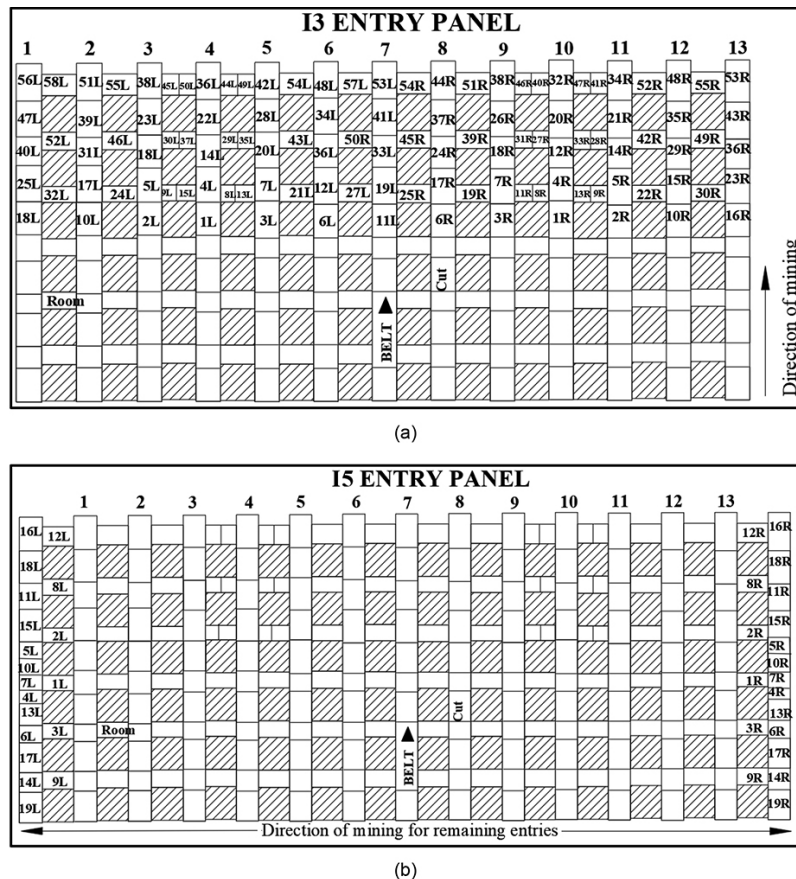 I3 ENTRY PANEL
1 2 3 4 5 6 7 8 9 10 11 12 13
56L 58L 51L 55L 38L 45L 50L 36L 44L 49L 42L 54L 48L 57L 53L 54R 44R 51R 38R 46R 40R 32R 47R 41R 34R 52R 48R 55R 53R
47L 39L 23L 22L 28L 34L 41L 37R 26R 20R 21R 35R 43R
52L 46L 30L 37L 29L 35L 43L 50R 45R 39R 31R 27R 33R 28R 42R 49R
40L 31L 18L 14L 20L 36L 33L 24R 18R 12R 14R 29R 36R
25L 17L 5L 4L 7L 12L 19L 17R 7R 4R 5R 15R 23R
32L 24L 9L 15L 8L 13L 21L 27L 25R 19R 11R 8R 13R 9R 22R 30R
18L 10L 2L 1L 3L 6L 11L 6R 3R 1R 2R 10R 16R
Cut
Room
BELT
Direction of mining
(a)
I5 ENTRY PANEL
1 2 3 4 5 6 7 8 9 10 11 12 13
16L 12L 12R 16R
18L 18R
8L 8R
11L 11R
15L 15R
2L 2R
5L 5R
10L 10R
7L 1L 1R 7R
4L 4R
13L Cut 13R
6L 3L Room 3R 6R
17L BELT 17R
14L 9L 9R 14R
19L 19R
Direction of mining for remaining entries
(b)